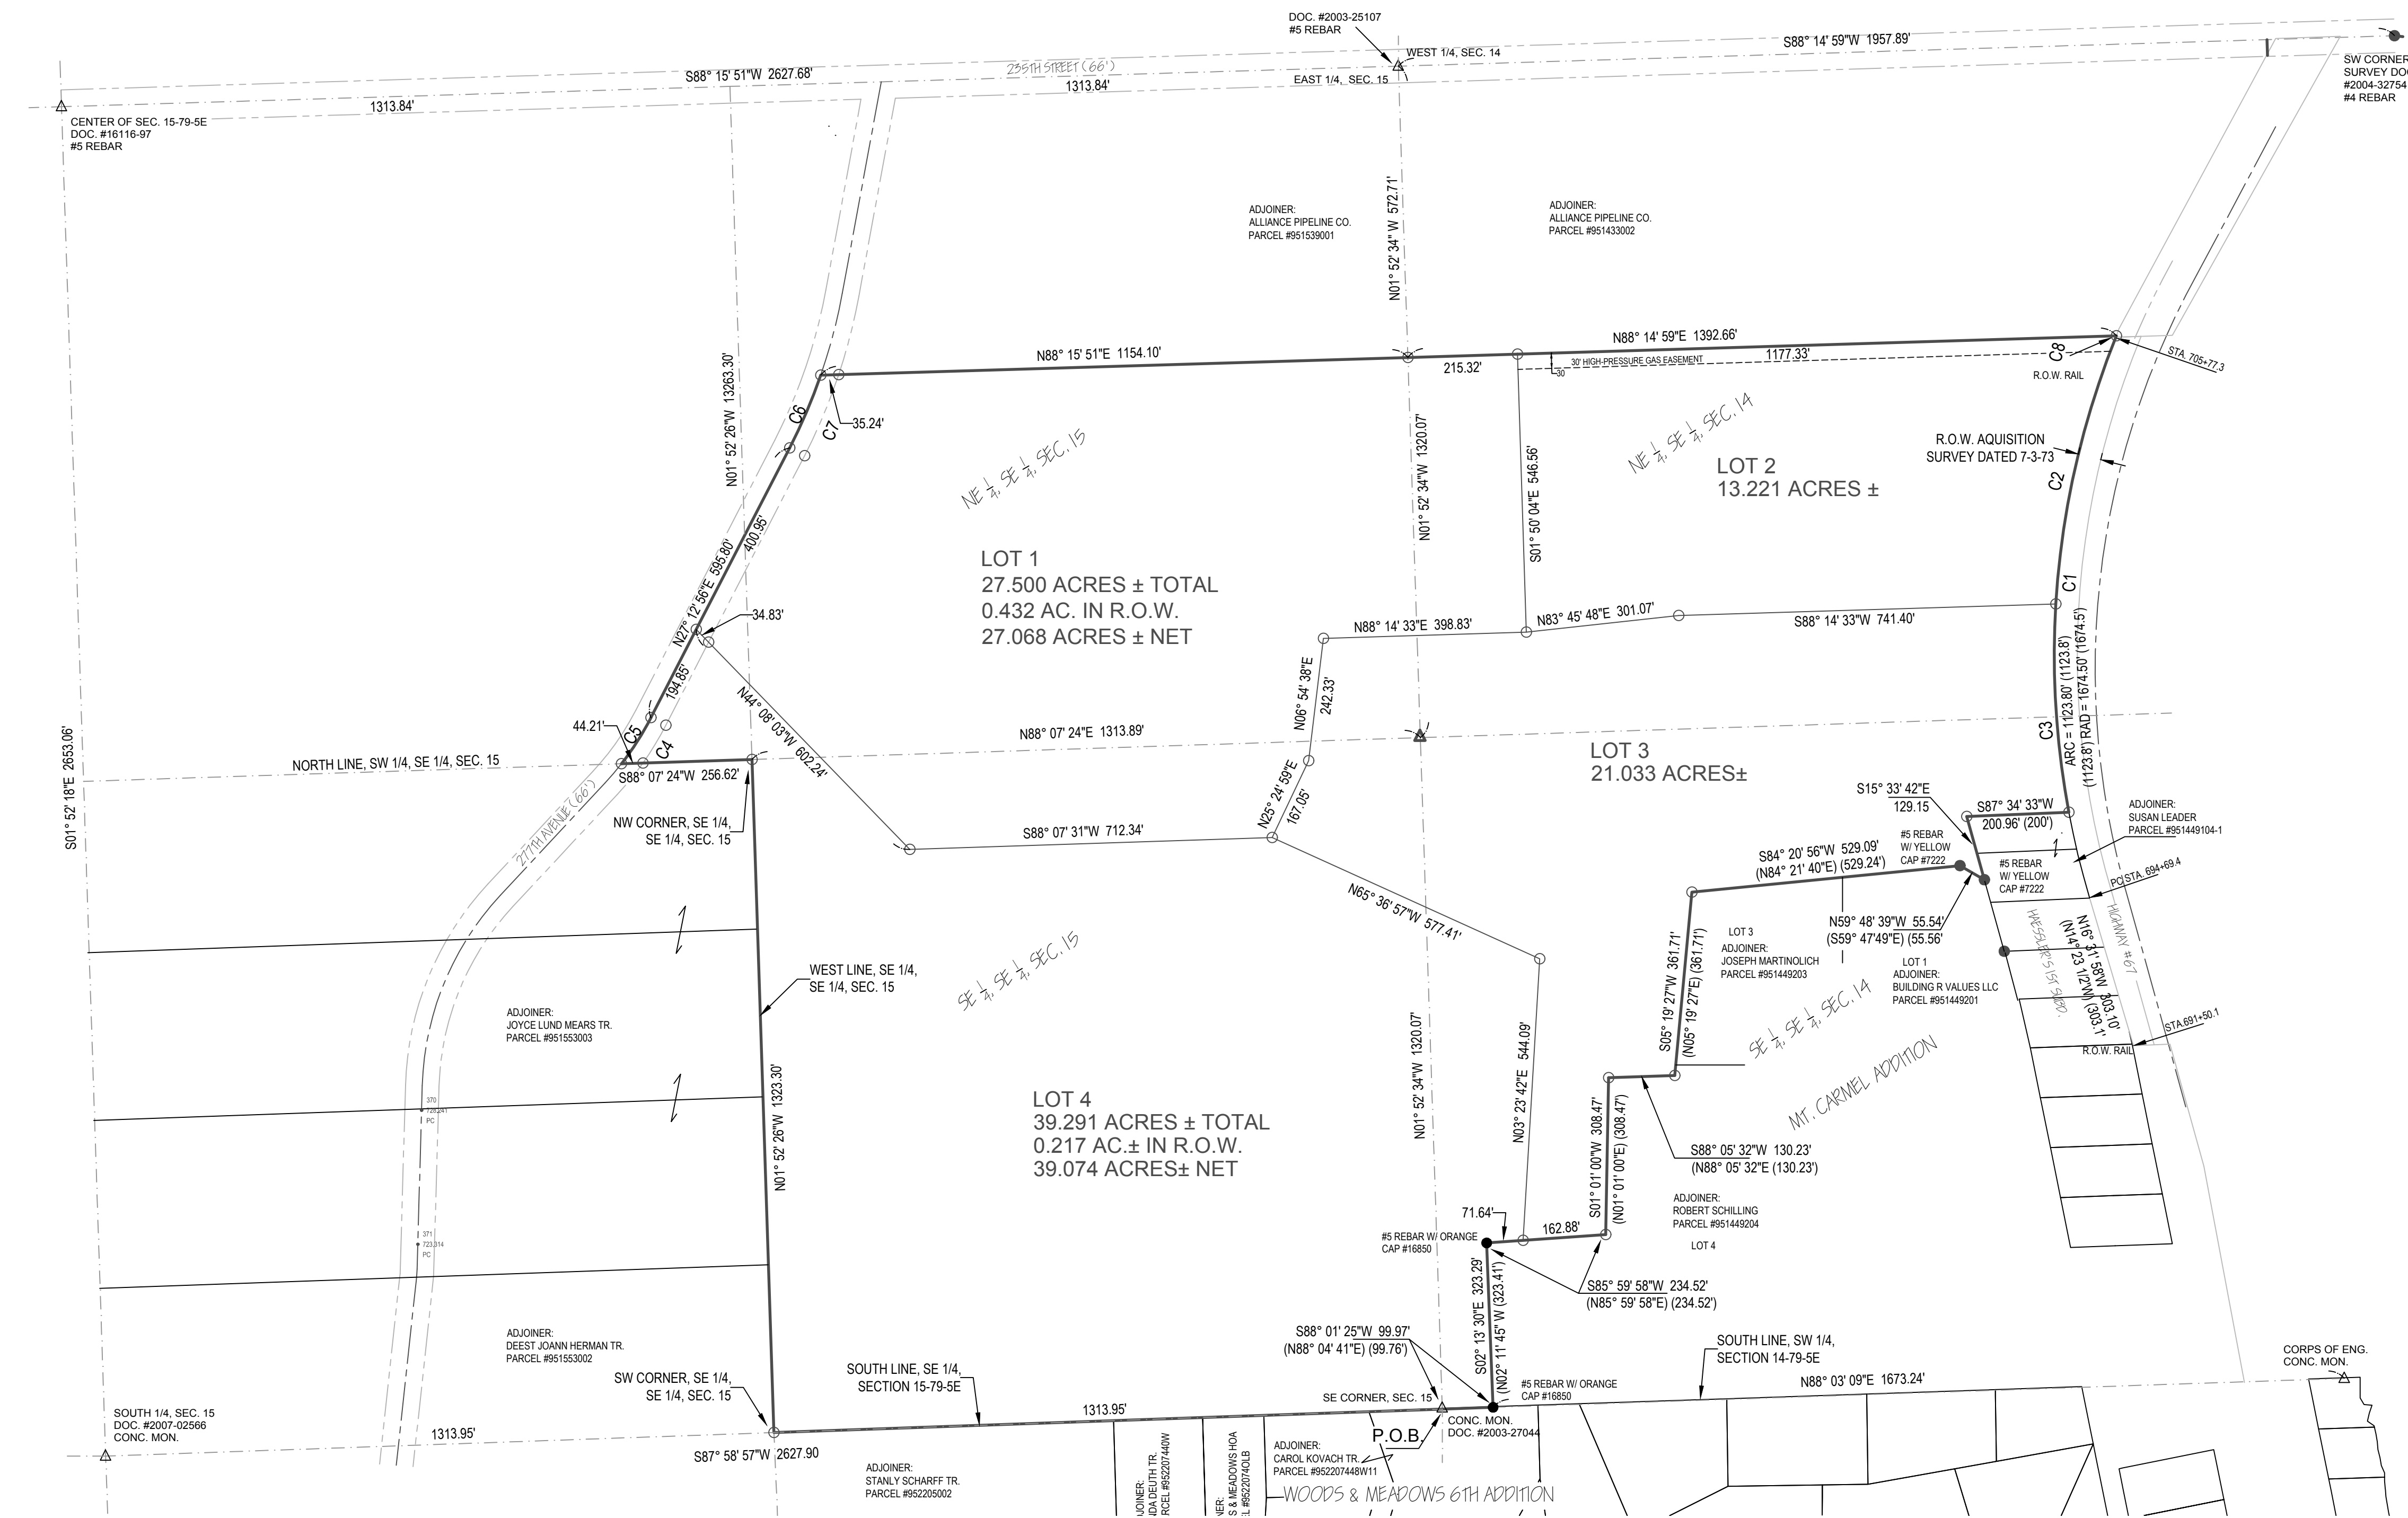 DOC. #2003-25107
#5 REBAR
WEST 1/4, SEC. 14
S88° 14' 59"W 1957.89'
S88° 15' 51"W 2627.68'
235TH STREET (66')
EAST 1/4, SEC. 15
1313.84'
1313.84'
SW CORNER
SURVEY DOC
#2004-32754
#4 REBAR
CENTER OF SEC. 15-79-5E
DOC. #16116-97
#5 REBAR
N01° 52' 34" W 572.71'
ADJOINER:
ALLIANCE PIPELINE CO.
PARCEL #951539001
ADJOINER:
ALLIANCE PIPELINE CO.
PARCEL #951433002
N88° 15' 51"E 1154.10'
N88° 14' 59"E 1392.66'
30' HIGH-PRESSURE GAS EASEMENT
1177.33'
215.32'
30
C8
STA. 705+77.3
R.O.W. RAIL
N01° 52' 26"W 13263.30'
C6
C7
35.24'
NE 1/4, SE 1/4, SEC. 15
N01° 52' 34"W 1320.07'
NE 1/4, SE 1/4, SEC. 14
S01° 50' 04"E 546.56'
R.O.W. AQUISITION
SURVEY DATED 7-3-73
C2
LOT 2
13.221 ACRES ±
LOT 1
27.500 ACRES ± TOTAL
0.432 AC. IN R.O.W.
27.068 ACRES ± NET
400.95'
N27° 12' 56"E 595.80'
34.83'
C1
N88° 14' 33"E 398.83'
N83° 45' 48"E 301.07'
S88° 14' 33"W 741.40'
ARC = 1123.80' (1123.8')
(1123.8') RAD = 1674.50' (1674.5')
N06° 54' 38"E
242.33'
194.85'
N44° 08' 03"W 602.24'
44.21'
C5
C4
S01° 52' 18"E 2653.06'
NORTH LINE, SW 1/4, SE 1/4, SEC. 15
S88° 07' 24"W 256.62'
N88° 07' 24"E 1313.89'
C3
LOT 3
21.033 ACRES±
N25° 24' 59"E
167.05'
S15° 33' 42"E
129.15
S87° 34' 33"W
200.96' (200')
ADJOINER:
SUSAN LEADER
PARCEL #951449104-1
277TH AVENUE (66')
NW CORNER, SE 1/4,
SE 1/4, SEC. 15
S88° 07' 31"W 712.34'
S84° 20' 56"W 529.09'
(N84° 21' 40"E) (529.24')
#5 REBAR
W/ YELLOW
CAP #7222
#5 REBAR
W/ YELLOW
CAP #7222
PC STA. 694+69.4
N65° 36' 57"W 577.41'
N59° 48' 39"W 55.54'
(S59° 47'49"E) (55.56'
LOT 3
ADJOINER:
JOSEPH MARTINOLICH
PARCEL #951449203
LOT 1
ADJOINER:
BUILDING R VALUES LLC
PARCEL #951449201
S05° 19' 27"W 361.71'
(N05° 19' 27"E) (361.71')
HAESSLER'S 1ST SUBD.
N16° 31' 58"W 303.10'
(N14° 23 1/2'W) (303.1'
HIGHWAY #67
STA.691+50.1
R.O.W. RAIL
WEST LINE, SE 1/4,
SE 1/4, SEC. 15
SE 1/4, SE 1/4, SEC. 15
SE 1/4, SE 1/4, SEC. 14
MT. CARMEL ADDITION
ADJOINER:
JOYCE LUND MEARS TR.
PARCEL #951553003
N01° 52' 26"W 1323.30'
LOT 4
39.291 ACRES ± TOTAL
0.217 AC.± IN R.O.W.
39.074 ACRES± NET
N01° 52' 34"W 1320.07'
N03° 23' 42"E 544.09'
S01° 01' 00"W 308.47'
(N01° 01' 00"E) (308.47')
S88° 05' 32"W 130.23'
(N88° 05' 32"E (130.23')
370
PC
371
723.314
PC
ADJOINER:
ROBERT SCHILLING
PARCEL #951449204
LOT 4
71.64'
162.88'
#5 REBAR W/ ORANGE
CAP #16850
S85° 59' 58"W 234.52'
(N85° 59' 58"E) (234.52')
S02° 13' 30"E 323.29'
(N02° 11' 45" W (323.41')
S88° 01' 25"W 99.97'
(N88° 04' 41"E) (99.76')
ADJOINER:
DEEST JOANN HERMAN TR.
PARCEL #951553002
SW CORNER, SE 1/4,
SE 1/4, SEC. 15
SOUTH LINE, SE 1/4,
SECTION 15-79-5E
SOUTH LINE, SW 1/4,
SECTION 14-79-5E
CORPS OF ENG.
CONC. MON.
N88° 03' 09"E 1673.24'
#5 REBAR W/ ORANGE
CAP #16850
SE CORNER, SEC. 15
CONC. MON.
DOC. #2003-27044
P.O.B.
SOUTH 1/4, SEC. 15
DOC. #2007-02566
CONC. MON.
1313.95'
1313.95'
S87° 58' 57"W 2627.90
ADJOINER:
STANLY SCHARFF TR.
PARCEL #952205002
JOINER:
NDA DEUTH TR.
RCEL #952207440W
NER:
S & MEADOWS HOA
EL #952207​4OLB
ADJOINER:
CAROL KOVACH TR.
PARCEL #952207448W11
WOODS & MEADOWS 6TH ADDITION